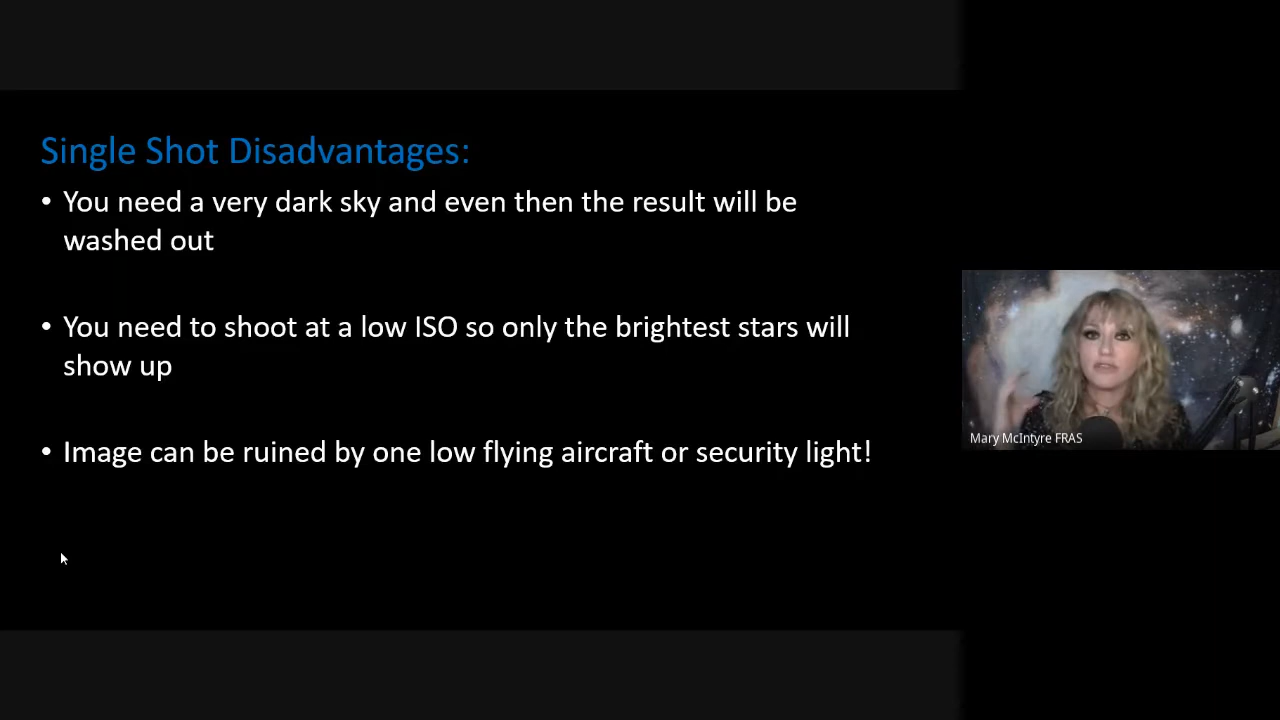 Single Shot Disadvantages:
• You need a very dark sky and even then the result will be
washed out
• You need to shoot at a low ISO so only the brightest stars will
show up
• Image can be ruined by one low flying aircraft or security light!
Mary McIntyre FRAS